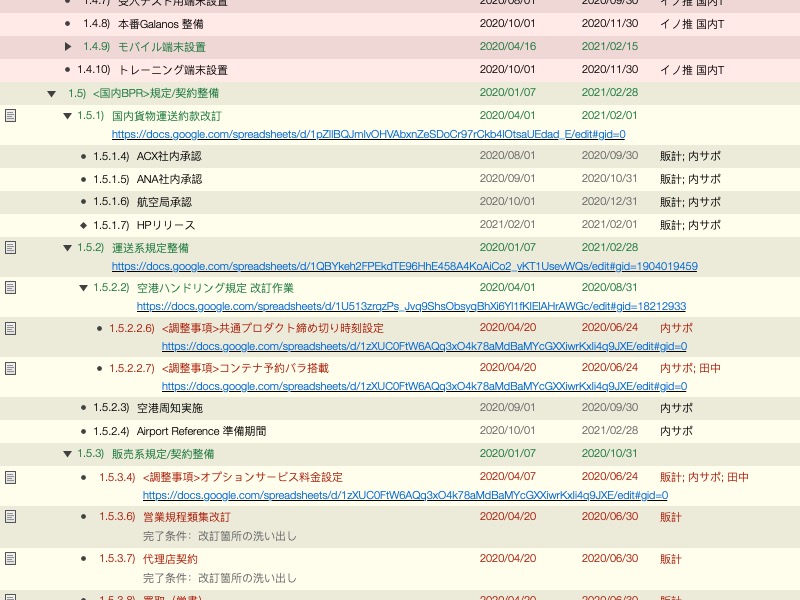 1.4.7) 受入テスト用端末設置 2020/08/01 2020/09/30 イノ推 国内T
1.4.8) 本番Galanos 整備 2020/10/01 2020/11/30 イノ推 国内T
1.4.9) モバイル端末設置 2020/04/16 2021/02/15
1.4.10) トレーニング端末設置 2020/10/01 2020/11/30 イノ推 国内T
1.5) <国内BPR>規定/契約整備 2020/01/07 2021/02/28
1.5.1) 国内貨物運送約款改訂 2020/04/01 2021/02/01
https://docs.google.com/spreadsheets/d/1pZIlBQJmIvOHVAbxnZeSDoCr97rCkb4lOtsaUEdad_E/edit#gid=0
1.5.1.4) ACX社内承認 2020/08/01 2020/09/30 販計; 内サポ
1.5.1.5) ANA社内承認 2020/09/01 2020/10/31 販計; 内サポ
1.5.1.6) 航空局承認 2020/10/01 2020/12/31 販計; 内サポ
1.5.1.7) HPリリース 2021/02/01 2021/02/01 販計; 内サポ
1.5.2) 運送系規定整備 2020/01/07 2021/02/28
https://docs.google.com/spreadsheets/d/1QBYkeh2FPEkdTE96HhE458A4KoAiCo2_yKT1UsevWQs/edit#gid=1904019459
1.5.2.2) 空港ハンドリング規定 改訂作業 2020/04/01 2020/08/31
https://docs.google.com/spreadsheets/d/1U513zrqzPs_Jvq9ShsObsyqBhXi6Yl1fKIElAHrAWGc/edit#gid=18212933
1.5.2.2.6) <調整事項>共通プロダクト締め切り時刻設定 2020/04/20 2020/06/24 内サポ
https://docs.google.com/spreadsheets/d/1zXUC0FtW6AQq3xO4k78aMdBaMYcGXXiwrKxli4q9JXE/edit#gid=0
1.5.2.2.7) <調整事項>コンテナ予約バラ搭載 2020/04/20 2020/06/24 内サポ; 田中
https://docs.google.com/spreadsheets/d/1zXUC0FtW6AQq3xO4k78aMdBaMYcGXXiwrKxli4q9JXE/edit#gid=0
1.5.2.3) 空港周知実施 2020/09/01 2020/09/30 内サポ
1.5.2.4) Airport Reference 準備期間 2020/10/01 2021/02/28 内サポ
1.5.3) 販売系規定/契約整備 2020/01/07 2020/10/31
1.5.3.4) <調整事項>オプションサービス料金設定 2020/04/07 2020/06/24 販計; 内サポ; 田中
https://docs.google.com/spreadsheets/d/1zXUC0FtW6AQq3xO4k78aMdBaMYcGXXiwrKxli4q9JXE/edit#gid=0
1.5.3.6) 営業規程類集改訂 2020/04/20 2020/06/30 販計
完了条件: 改訂箇所の洗い出し
1.5.3.7) 代理店契約 2020/04/20 2020/06/30 販計
完了条件: 改訂箇所の洗い出し
1.5.3.8) 2020/04/20 2020/06/30 販計